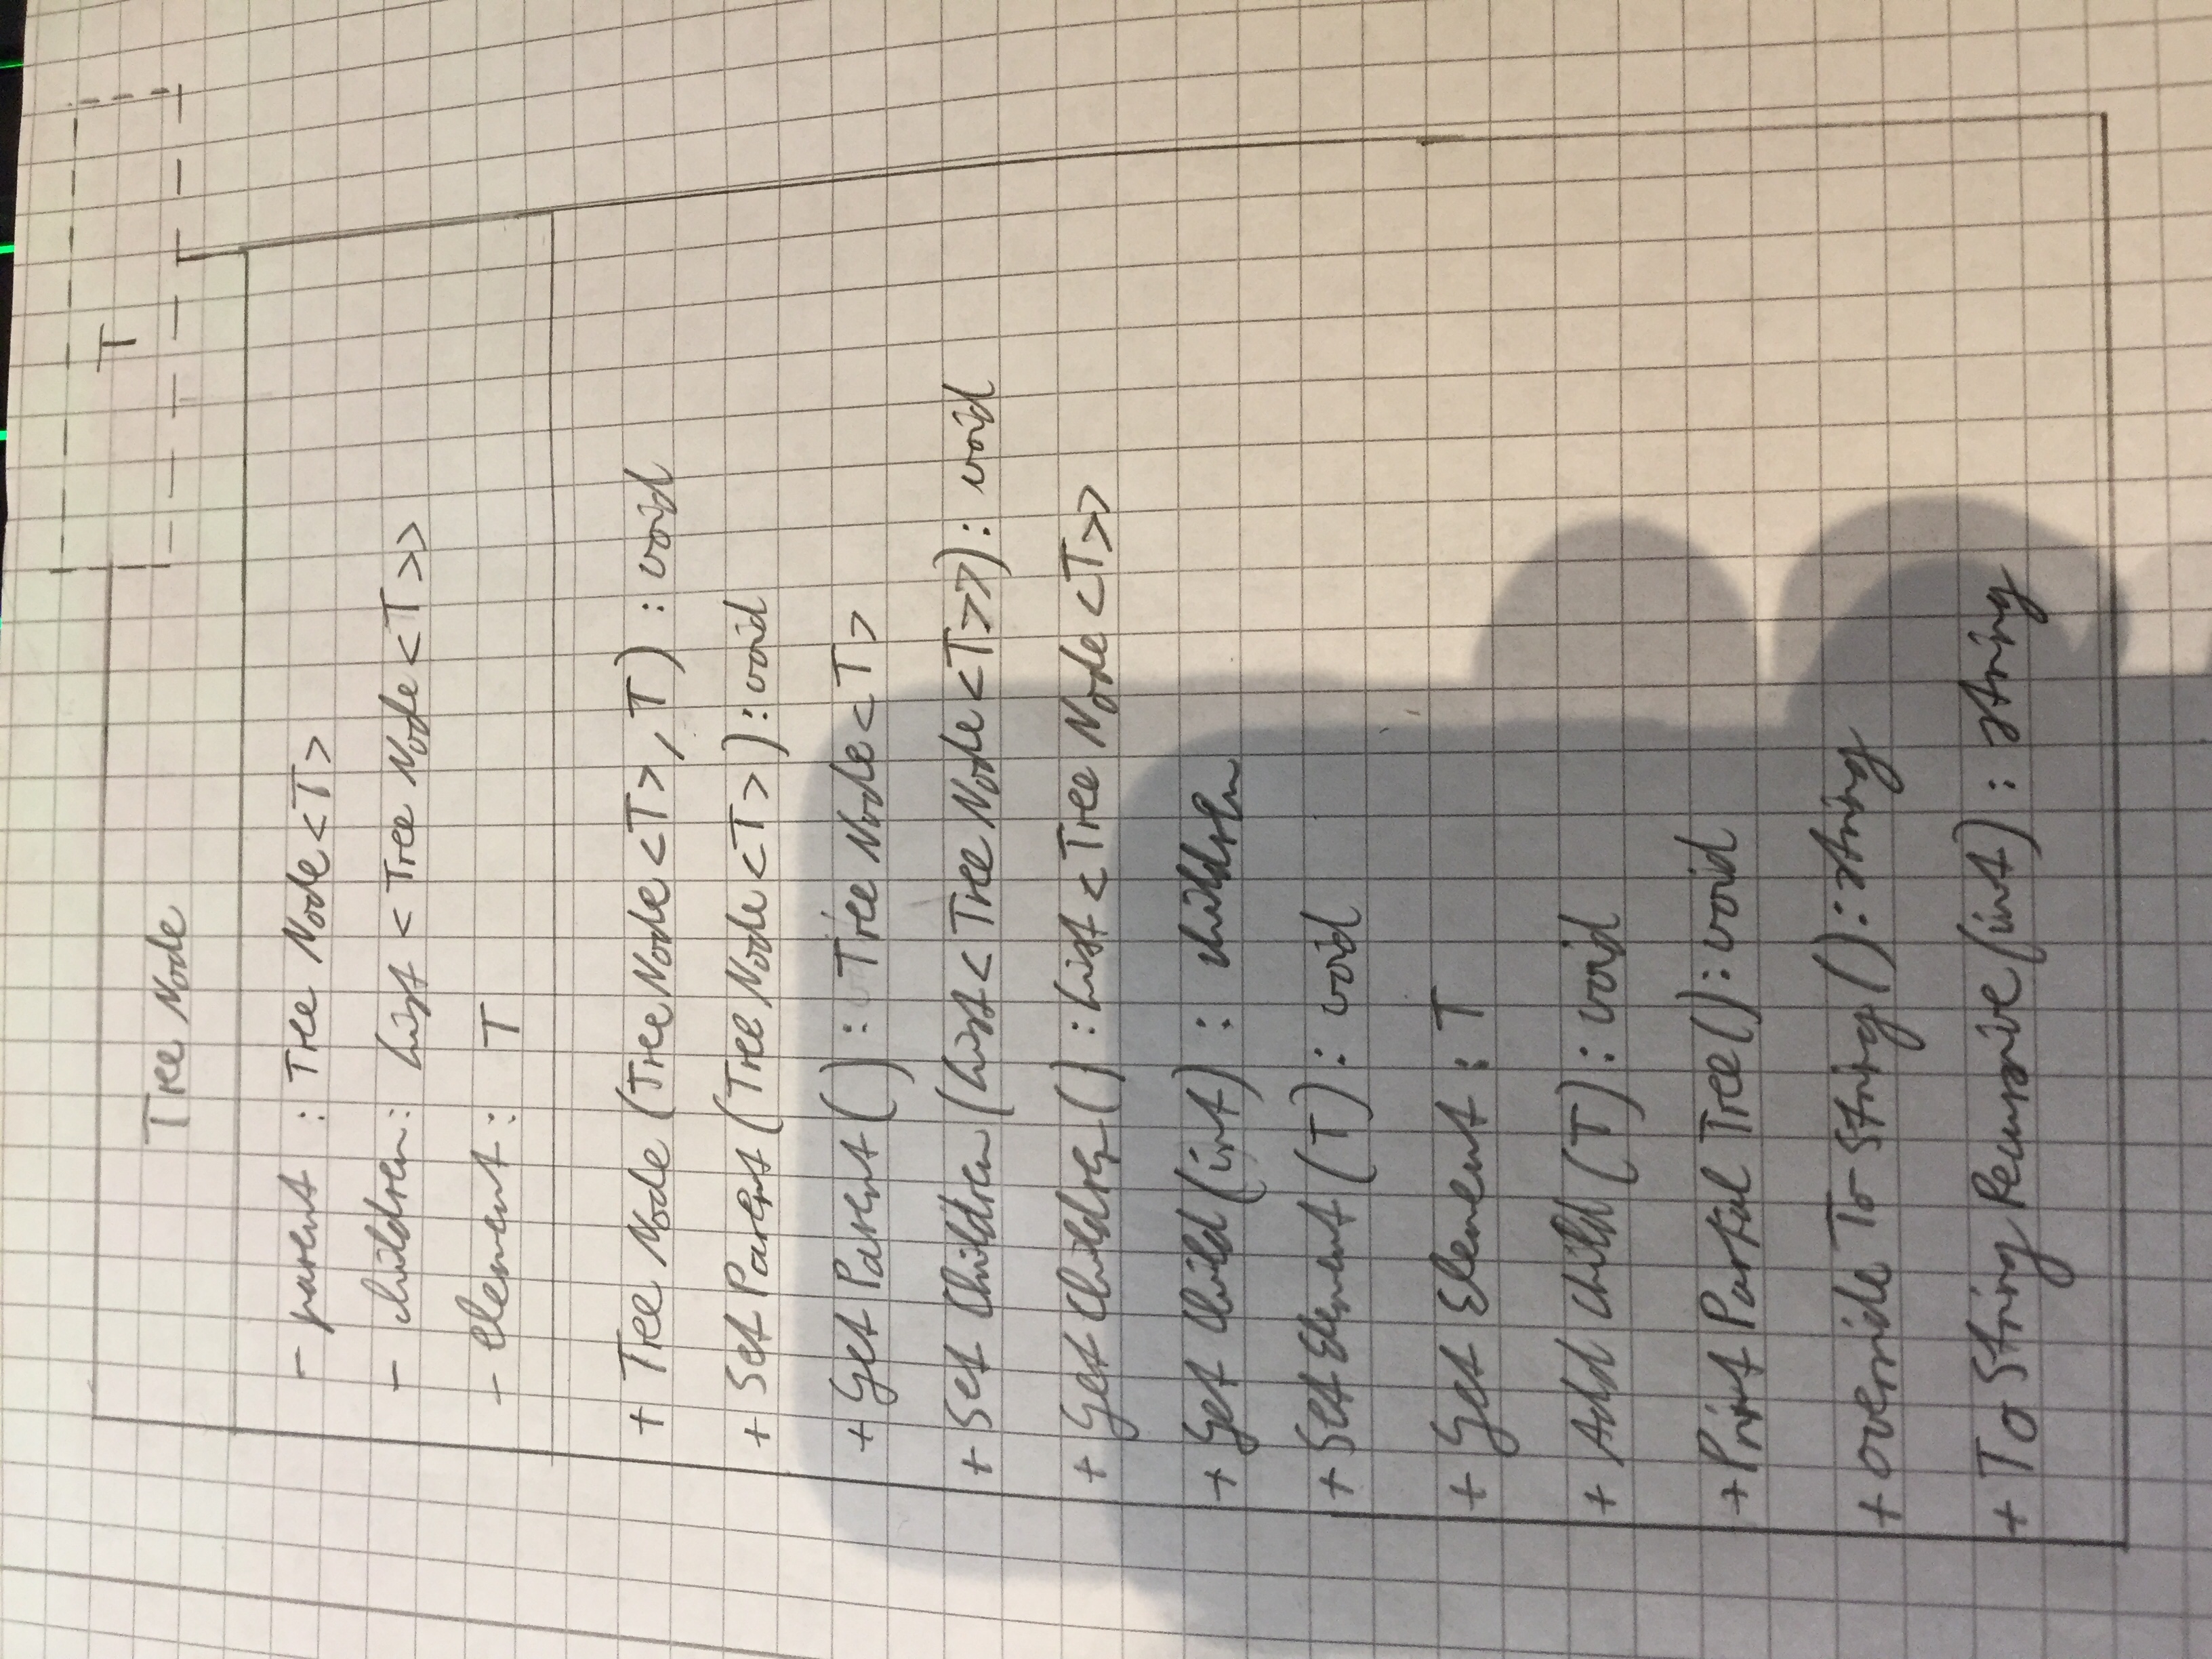 T
Tree Node
- parent : Tree Node<T>
- children: List <Tree Node<T>>
- element: T
+ Tree Node (Tree Node<T>, T) : void
+ Set Parent (Tree Node <T>) : void
+ Get Parent ( ) : Tree Node <T>
+ Set Children (List< Tree Node <T>>) : void
+ Get Children ( ) : List <Tree Node <T>>
+ Get Child (int) : children
+ Set Element (T) : void
+ Get Element : T
+ Add Child (T) : void
+ Print Partial Tree () : void
+ override To String () : string
+ To String Recursive (int) : string